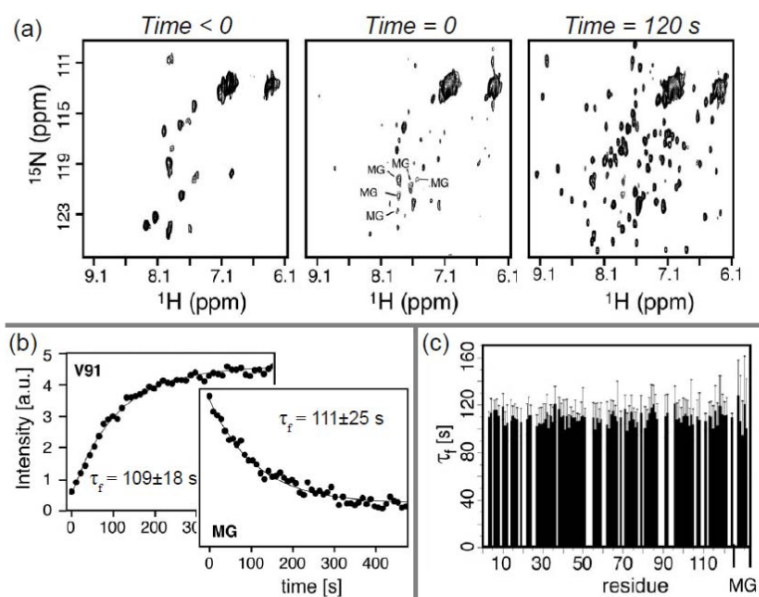 (a) Time < 0 Time = 0 Time = 120 s
15N (ppm)
111
115
119
123
MG MG
MG
MG
MG
9.1 8.1 7.1 6.1 9.1 8.1 7.1 6.1 9.1 8.1 7.1 6.1
1H (ppm) 1H (ppm) 1H (ppm)
(b)
Intensity [a.u.]
5
4
3
2
1
0
V91
τf = 109±18 s
0 100 200 30
τf = 111±25 s
MG
0 100 200 300 400
time [s]
(c)
τf [s]
160
120
80
40
0
10 30 50 70 90 110
residue MG